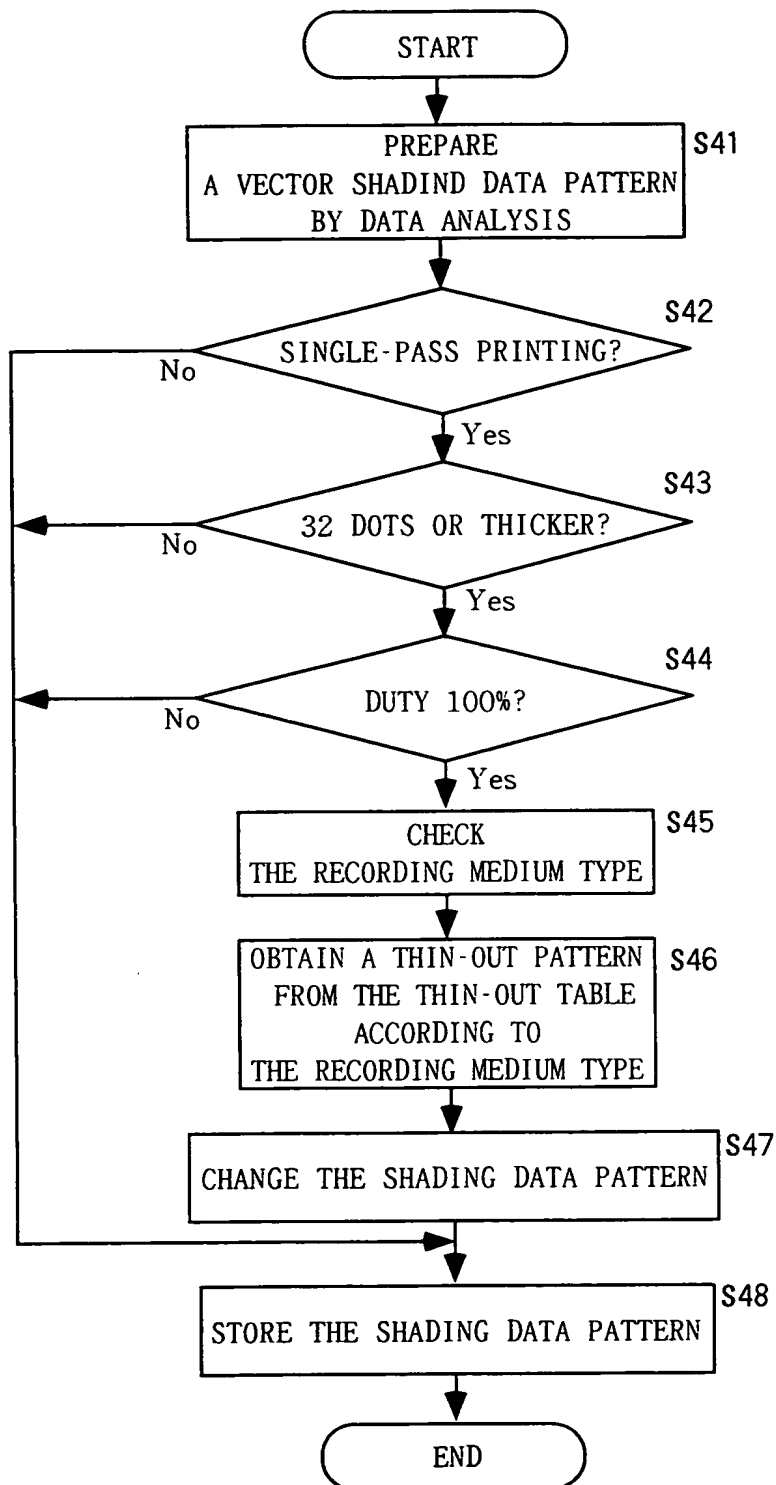 START
PREPARE
A VECTOR SHADIND DATA PATTERN
BY DATA ANALYSIS
S41
SINGLE-PASS PRINTING?
S42
No
Yes
32 DOTS OR THICKER?
S43
No
Yes
DUTY 100%?
S44
No
Yes
CHECK
THE RECORDING MEDIUM TYPE
S45
OBTAIN A THIN-OUT PATTERN
FROM THE THIN-OUT TABLE
ACCORDING TO
THE RECORDING MEDIUM TYPE
S46
CHANGE THE SHADING DATA PATTERN
S47
STORE THE SHADING DATA PATTERN
S48
END